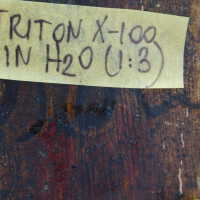 TRITON X-100
IN H2O (1:3)